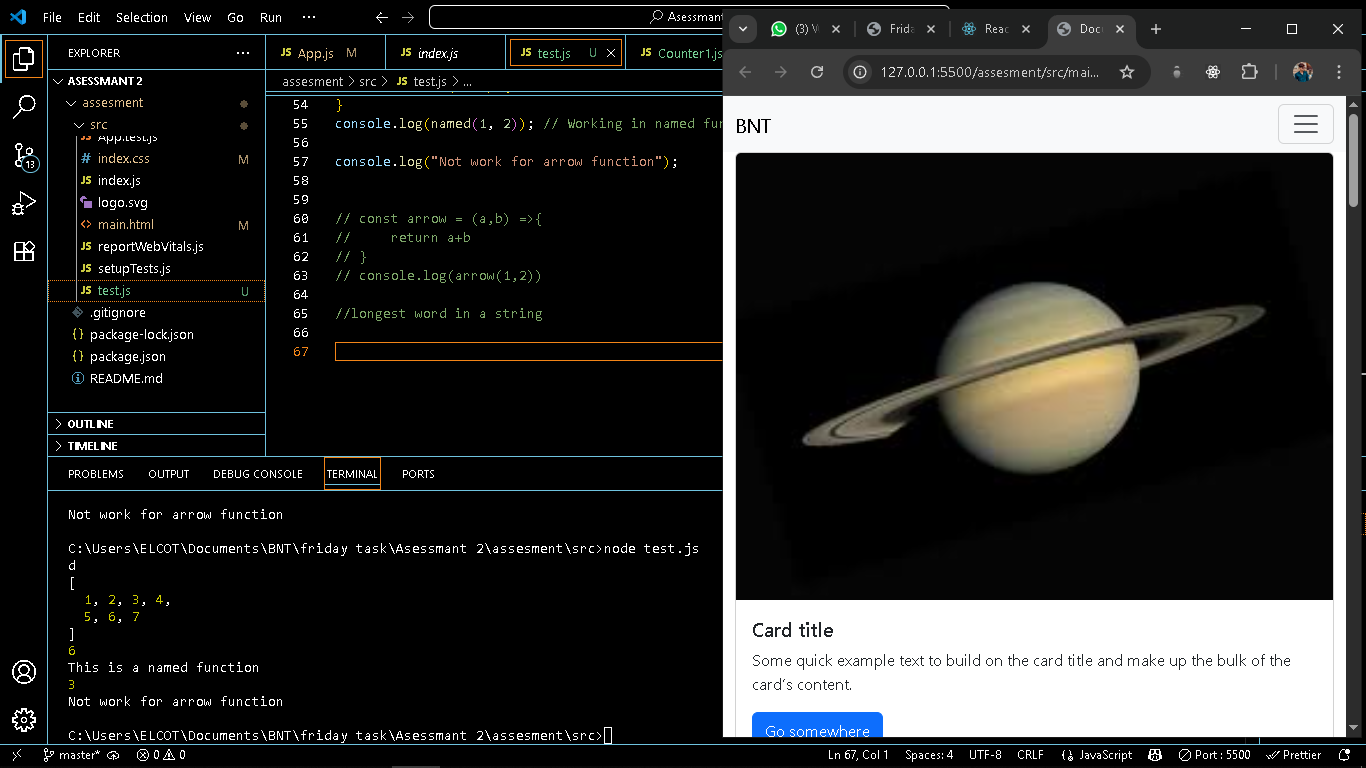 File Edit Selection View Go Run ···
Asessmant
EXPLORER
ASESSMANT 2
assesment
src
App.test.js
# index.css M
JS index.js
logo.svg
<> main.html M
JS reportWebVitals.js
JS setupTests.js
JS test.js U
.gitignore
{} package-lock.json
{} package.json
README.md
OUTLINE
TIMELINE
13
JS App.js M
JS index.js
JS test.js U
JS Counter1.js
assesment > src > JS test.js > ...
54 }
55 console.log(named(1, 2)); // Working in named fun
56
57 console.log("Not work for arrow function");
58
59
60 // const arrow = (a,b) =>{
61 //     return a+b
62 // }
63 // console.log(arrow(1,2))
64
65 //longest word in a string
66
67
PROBLEMS OUTPUT DEBUG CONSOLE TERMINAL PORTS
Not work for arrow function
C:\Users\ELCOT\Documents\BNT\friday task\Asessmant 2\assesment\src>node test.js
d
[
1, 2, 3, 4,
5, 6, 7
]
6
This is a named function
3
Not work for arrow function
C:\Users\ELCOT\Documents\BNT\friday task\Asessmant 2\assesment\src>
master* 0 0 Ln 67, Col 1 Spaces: 4 UTF-8 CRLF {} JavaScript Port : 5500 Prettier
(3) Frida Reac Doc
127.0.0.1:5500/assesment/src/mai...
BNT
Card title
Some quick example text to build on the card title and make up the bulk of the
card's content.
Go somewhere